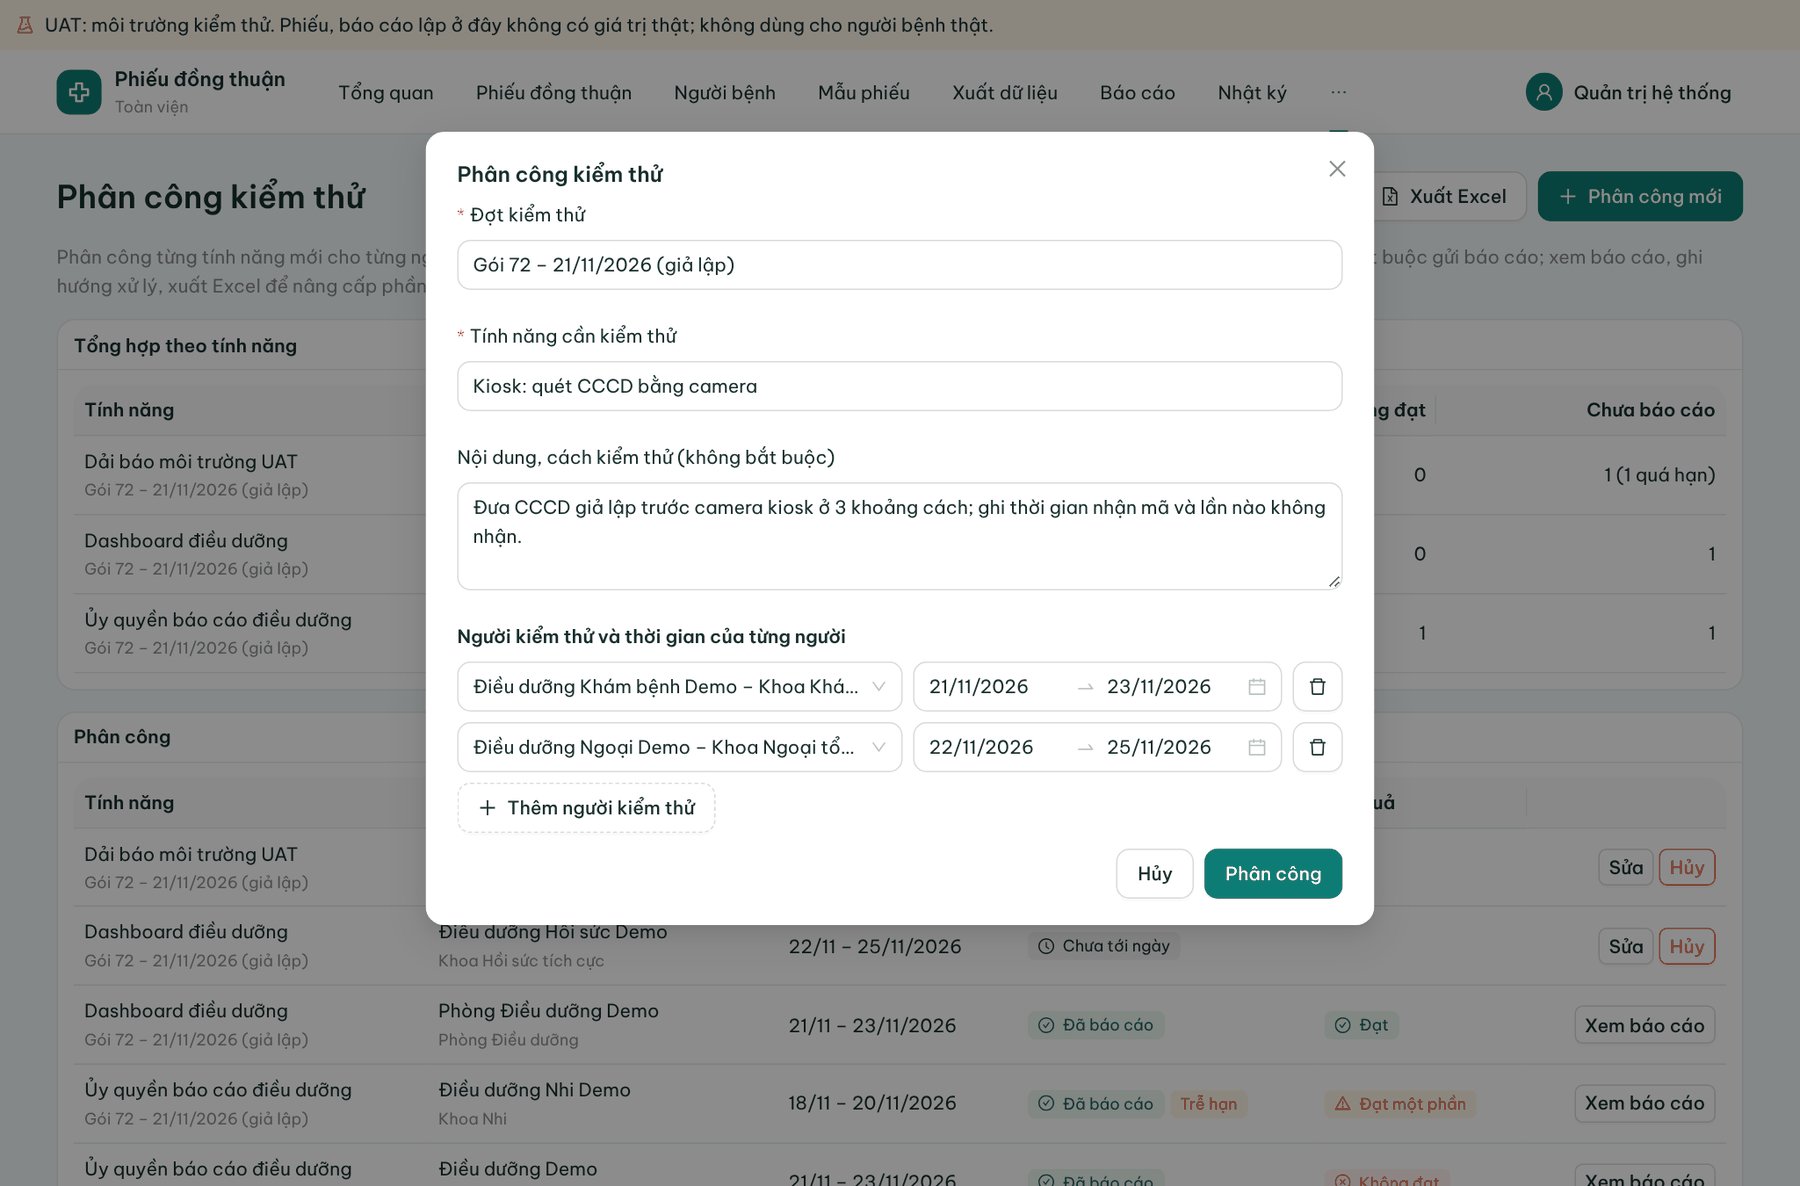 UAT: môi trường kiểm thử. Phiếu, báo cáo lập ở đây không có giá trị thật; không dùng cho người bệnh thật.
Phiếu đồng thuận
Toàn viện
Tổng quan
Phiếu đồng thuận
Người bệnh
Mẫu phiếu
Xuất dữ liệu
Báo cáo
Nhật ký
...
Quản trị hệ thống
Phân công kiểm thử
Xuất Excel
+ Phân công mới
Phân công từng tính năng mới cho từng
buộc gửi báo cáo; xem báo cáo, ghi
hướng xử lý, xuất Excel để nâng cấp phần
Tổng hợp theo tính năng
Tính năng
đạt
Chưa báo cáo
Dải báo môi trường UAT
Gói 72 – 21/11/2026 (giả lập)
0
1 (1 quá hạn)
Dashboard điều dưỡng
Gói 72 – 21/11/2026 (giả lập)
0
1
Ủy quyền báo cáo điều dưỡng
Gói 72 – 21/11/2026 (giả lập)
1
1
Phân công kiểm thử
* Đợt kiểm thử
Gói 72 – 21/11/2026 (giả lập)
* Tính năng cần kiểm thử
Kiosk: quét CCCD bằng camera
Nội dung, cách kiểm thử (không bắt buộc)
Đưa CCCD giả lập trước camera kiosk ở 3 khoảng cách; ghi thời gian nhận mã và lần nào không
nhận.
Người kiểm thử và thời gian của từng người
Điều dưỡng Khám bệnh Demo – Khoa Khá...
21/11/2026 → 23/11/2026
Điều dưỡng Ngoại Demo – Khoa Ngoại tổ...
22/11/2026 → 25/11/2026
+ Thêm người kiểm thử
Hủy
Phân công
Phân công
Tính năng
Dải báo môi trường UAT
Gói 72 – 21/11/2026 (giả lập)
Sửa
Hủy
Dashboard điều dưỡng
Gói 72 – 21/11/2026 (giả lập)
Điều dưỡng Hồi sức Demo
Khoa Hồi sức tích cực
22/11 – 25/11/2026
Chưa tới ngày
Sửa
Hủy
Dashboard điều dưỡng
Gói 72 – 21/11/2026 (giả lập)
Phòng Điều dưỡng Demo
Phòng Điều dưỡng
21/11 – 23/11/2026
Đã báo cáo
Đạt
Xem báo cáo
Ủy quyền báo cáo điều dưỡng
Gói 72 – 21/11/2026 (giả lập)
Điều dưỡng Nhi Demo
Khoa Nhi
18/11 – 20/11/2026
Đã báo cáo
Trễ hạn
Đạt một phần
Xem báo cáo
Ủy quyền báo cáo điều dưỡng
Điều dưỡng Demo
21/11 – 23/11/2026
Đã báo cáo
Không đạt
Xem báo cáo